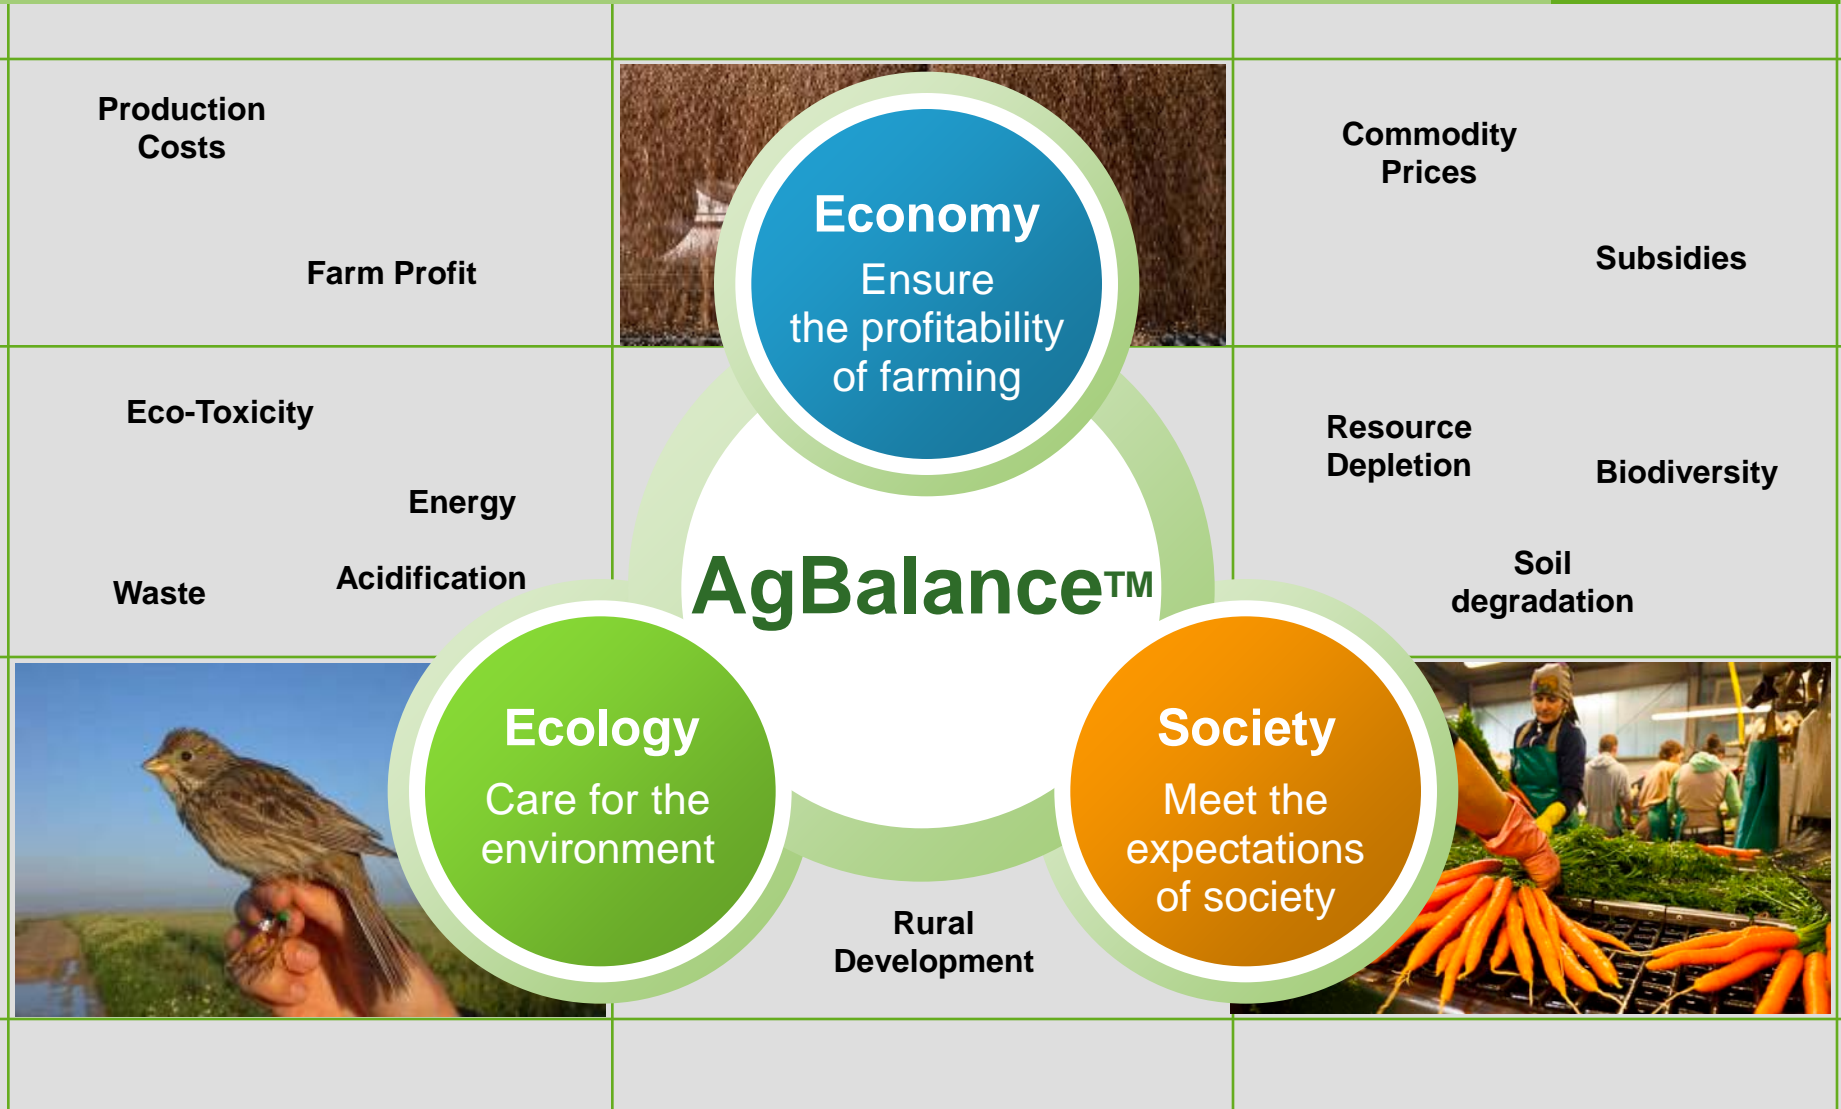 Production
Costs
Farm Profit
Economy
Ensure
the profitability
of farming
Commodity
Prices
Subsidies
Eco-Toxicity
Energy
Waste
Acidification
AgBalance™
Resource
Depletion
Biodiversity
Soil
degradation
Ecology
Care for the
environment
Society
Meet the
expectations
of society
Rural
Development